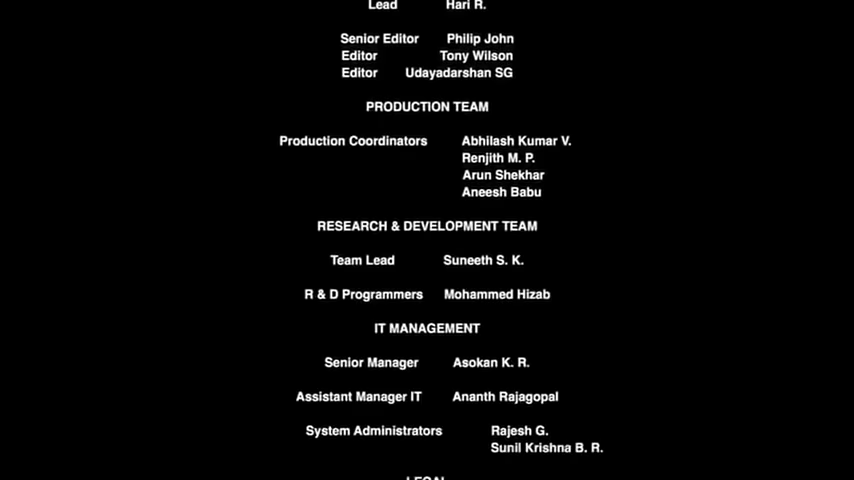 Lead Hari R.
Senior Editor Philip John
Editor Tony Wilson
Editor Udayadarshan SG
PRODUCTION TEAM
Production Coordinators Abhilash Kumar V.
Renjith M. P.
Arun Shekhar
Aneesh Babu
RESEARCH & DEVELOPMENT TEAM
Team Lead Suneeth S. K.
R & D Programmers Mohammed Hizab
IT MANAGEMENT
Senior Manager Asokan K. R.
Assistant Manager IT Ananth Rajagopal
System Administrators Rajesh G.
Sunil Krishna B. R.
LEGAL